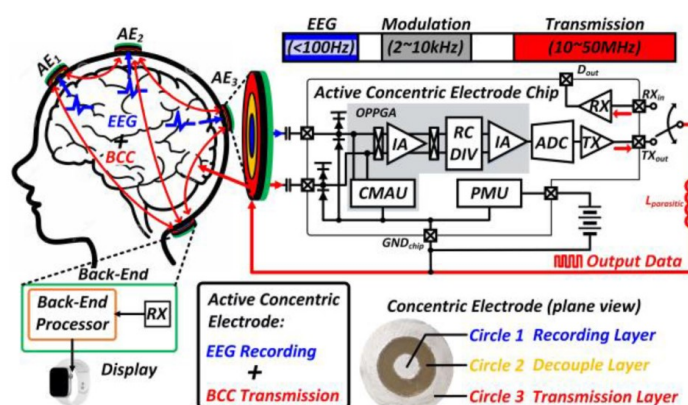 EEG Modulation Transmission
(<100Hz) (2~10kHz) (10~50MHz)
AE1
AE2
AE3
EEG
+
BCC
Active Concentric Electrode Chip
OPPGA
IA
RC
DIV
IA
ADC
TX
RX
Dout
RXin
TXout
CMAU
PMU
GNDchip
Lparasitic
Output Data
Back-End
Back-End
Processor
RX
Display
Active Concentric
Electrode:
EEG Recording
+
BCC Transmission
Concentric Electrode (plane view)
Circle 1 Recording Layer
Circle 2 Decouple Layer
Circle 3 Transmission Layer